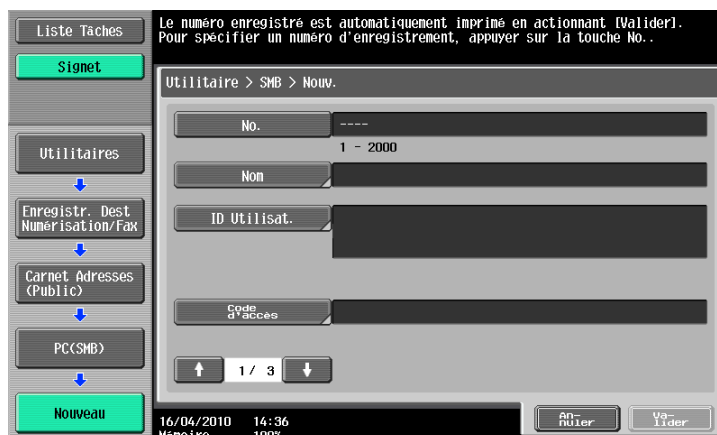 Liste Tâches
Signet
Le numéro enregistré est automatiquement imprimé en actionnant [Valider].
Pour spécifier un numéro d'enregistrement, appuyer sur la touche No..
Utilitaire > SMB > Nouv.
No.
----
1 - 2000
Nom
ID Utilisat.
Code
d'accès
1/ 3
Utilitaires
Enregistr. Dest
Numérisation/Fax
Carnet Adresses
(Public)
PC(SMB)
Nouveau
16/04/2010 14:36
Mémoire 100%
An-
nuler
Va-
lider